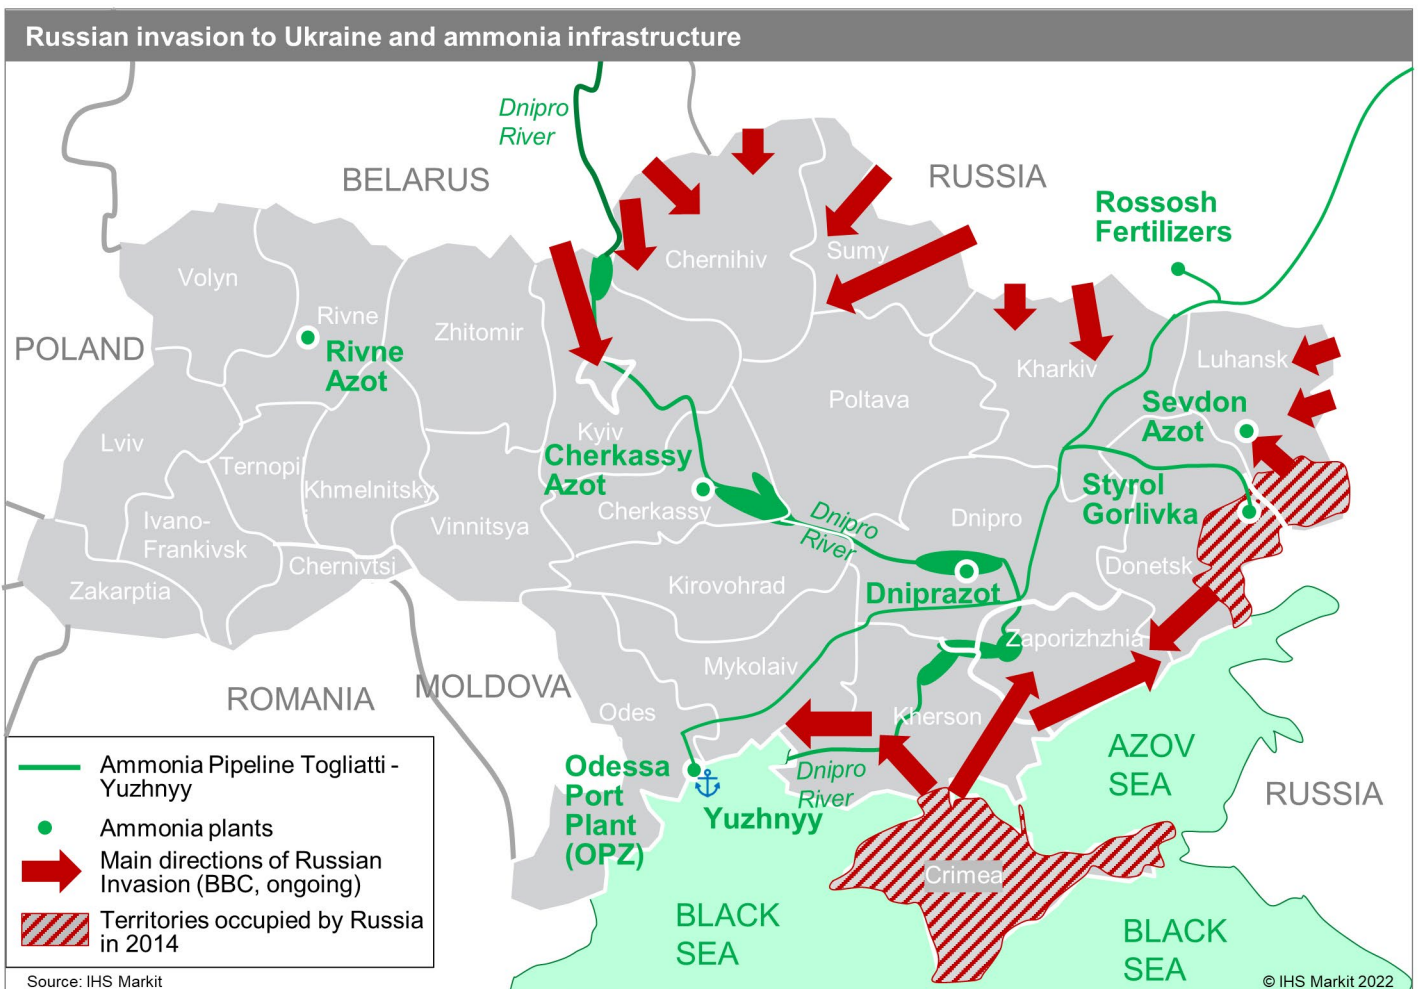 Russian invasion to Ukraine and ammonia infrastructure
Dnipro
River
BELARUS
RUSSIA
Rossosh
Fertilizers
Chernihiv
Sumy
Volyn
Rivne
Rivne
Azot
Zhitomir
POLAND
Kharkiv
Luhansk
Poltava
Sevdon
Azot
Lviv
Kyiv
Cherkassy
Azot
Ternopil
Khmelnitsky
Cherkassy
Styrol
Gorlivka
Ivano-
Frankivsk
Vinnitsya
Dnipro
River
Dnipro
Chernivtsi
Zakarptia
Kirovohrad
Dniprazot
Donetsk
Zaporizhzhia
Mykolaiv
ROMANIA
MOLDOVA
Odes
Kherson
Odessa
Port
Plant
(OPZ)
Yuzhnyy
Dnipro
River
AZOV
SEA
RUSSIA
Crimea
BLACK
SEA
BLACK
SEA
Ammonia Pipeline Togliatti -
Yuzhnyy
Ammonia plants
Main directions of Russian
Invasion (BBC, ongoing)
Territories occupied by Russia
in 2014
Source: IHS Markit
© IHS Markit 2022